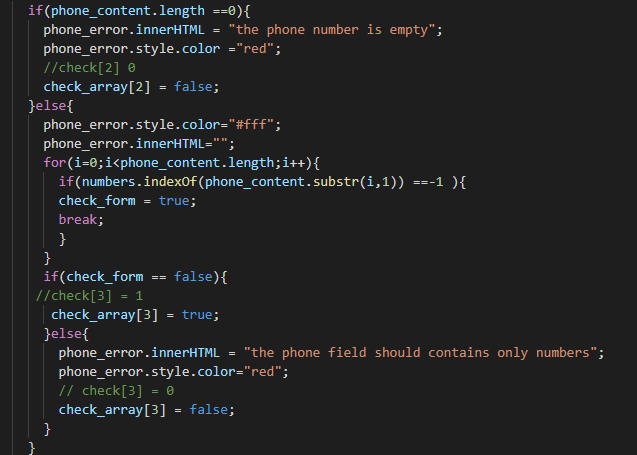 if(phone_content.length ==0){
phone_error.innerHTML = "the phone number is empty";
phone_error.style.color ="red";
//check[2] 0
check_array[2] = false;
}else{
phone_error.style.color="#fff";
phone_error.innerHTML="";
for(i=0;i<phone_content.length;i++){
if(numbers.indexOf(phone_content.substr(i,1)) ==-1 ){
check_form = true;
break;
}
}
if(check_form == false){
//check[3] = 1
check_array[3] = true;
}else{
phone_error.innerHTML = "the phone field should contains only numbers";
phone_error.style.color="red";
// check[3] = 0
check_array[3] = false;
}
}